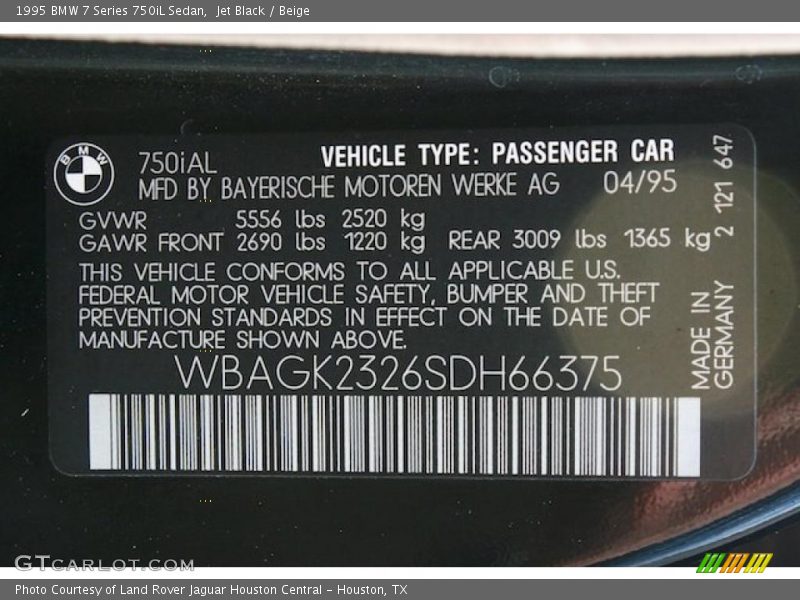 1995 BMW 7 Series 750iL Sedan, Jet Black / Beige
BMW
750iAL VEHICLE TYPE: PASSENGER CAR
MFD BY BAYERISCHE MOTOREN WERKE AG 04/95
GVWR 5556 lbs 2520 kg
GAWR FRONT 2690 lbs 1220 kg REAR 3009 lbs 1365 kg
THIS VEHICLE CONFORMS TO ALL APPLICABLE U.S.
FEDERAL MOTOR VEHICLE SAFETY, BUMPER AND THEFT
PREVENTION STANDARDS IN EFFECT ON THE DATE OF
MANUFACTURE SHOWN ABOVE.
WBAGK2326SDH66375
2 121 647
MADE IN
GERMANY
GTCARLOT.COM
Photo Courtesy of Land Rover Jaguar Houston Central - Houston, TX